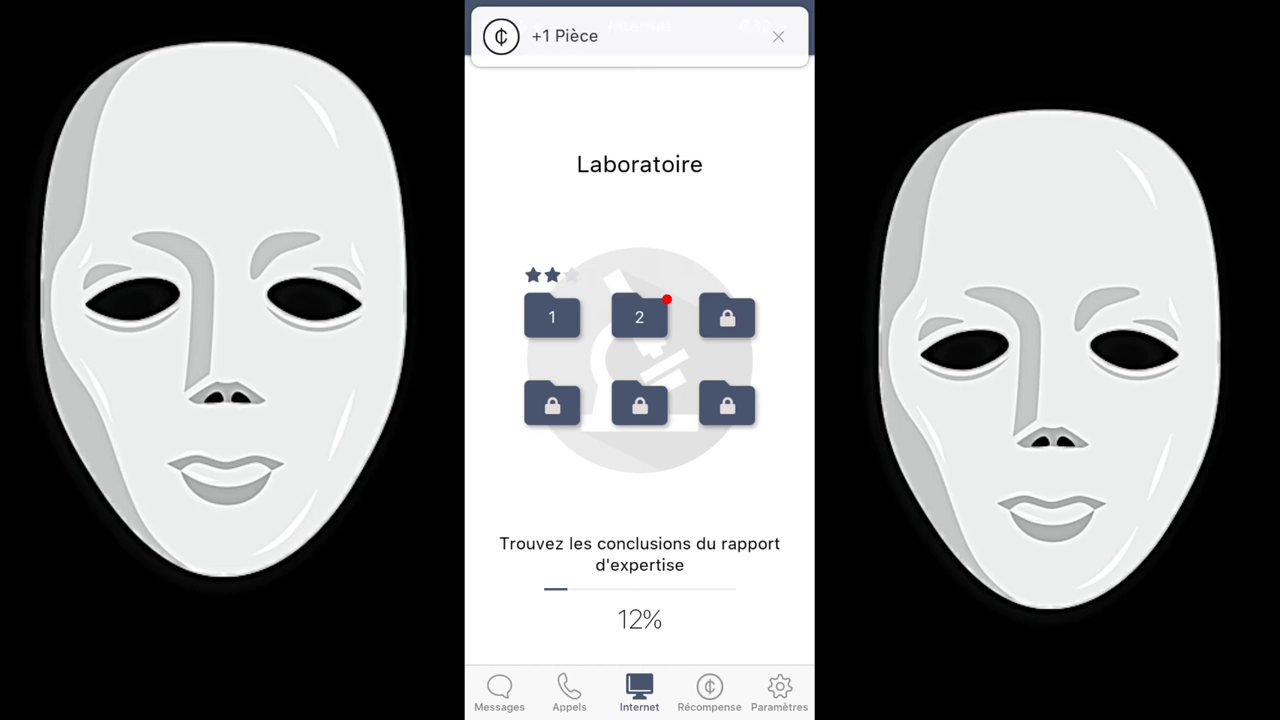 +1 Pièce
Laboratoire
1
2
Trouvez les conclusions du rapport
d'expertise
12%
Messages
Appels
Internet
Récompense
Paramètres